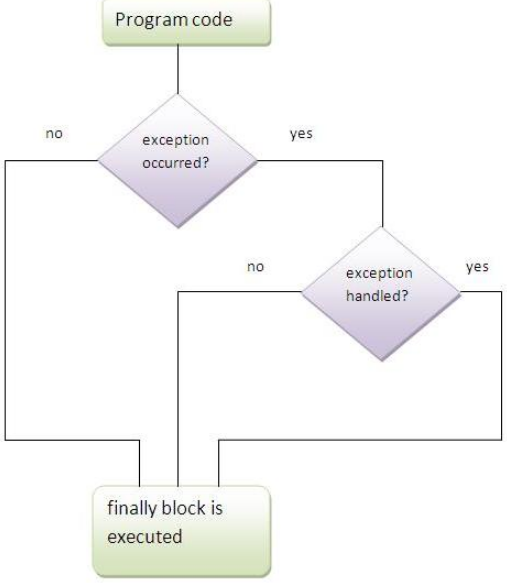 Program code
no
exception
occurred?
yes
no
exception
handled?
yes
finally block is
executed